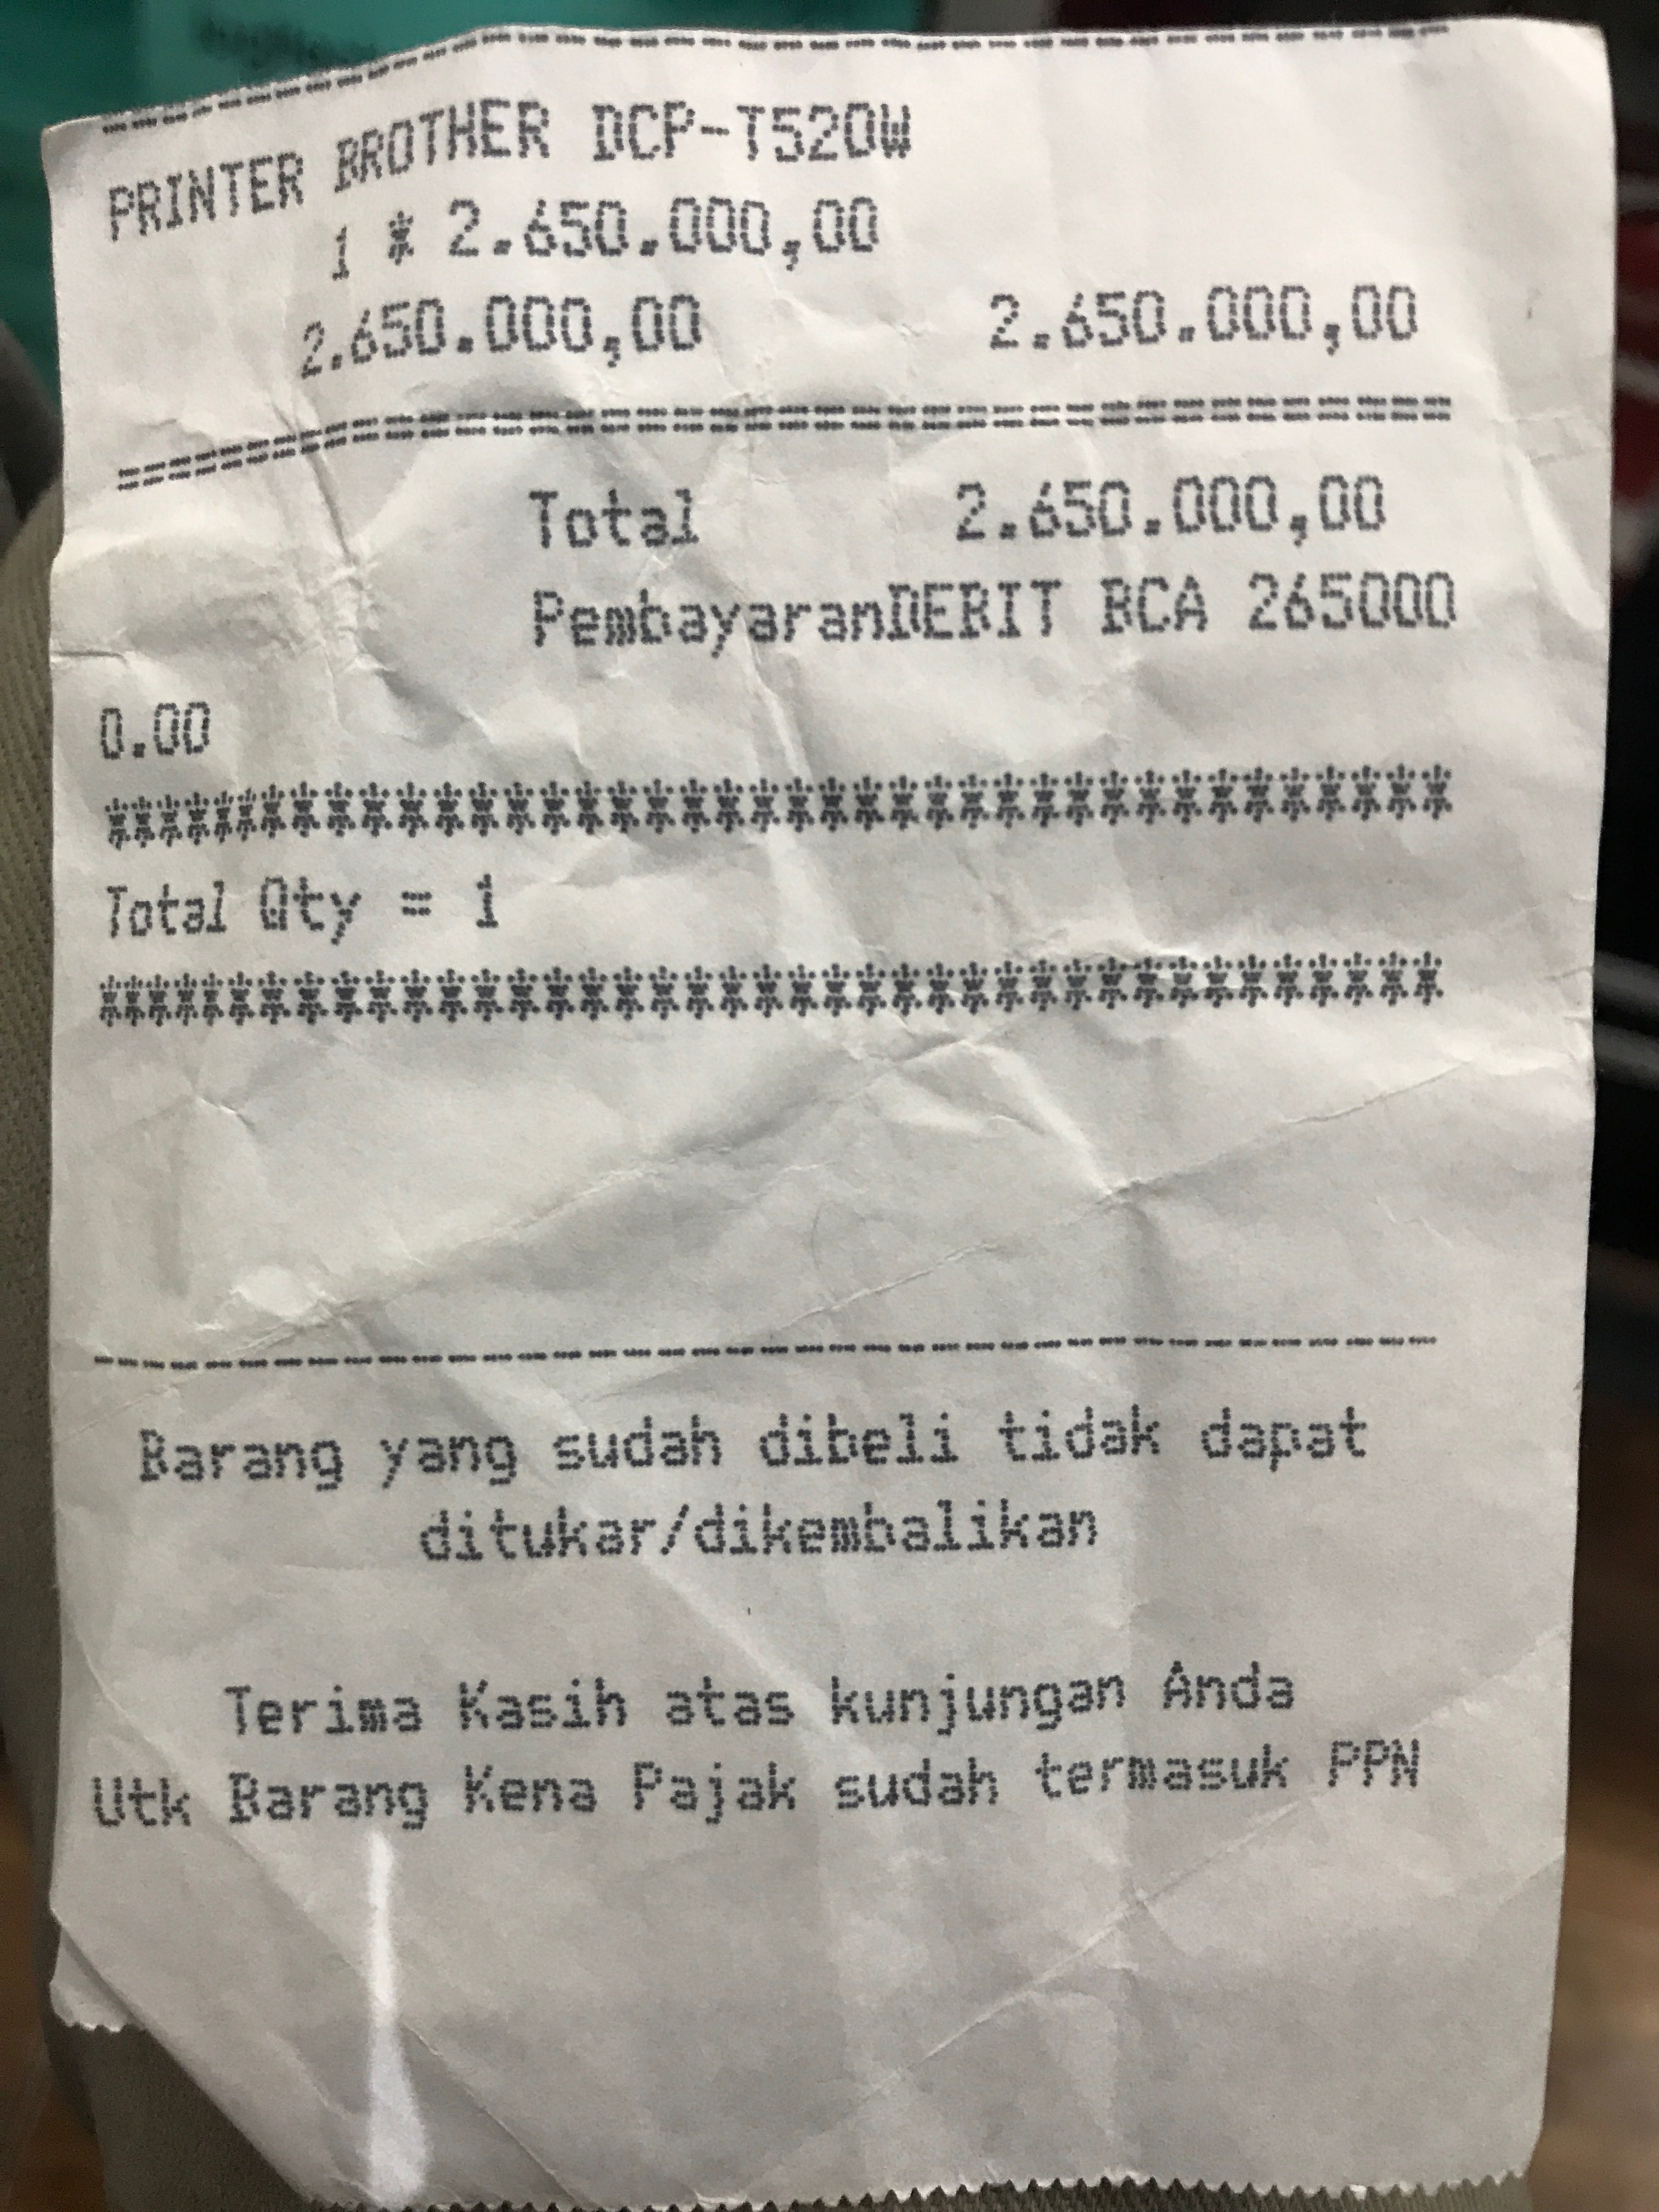 PRINTER BROTHER DCP-T520W
1 * 2.650.000,00
2.650.000,00 2.650.000,00
Total 2.650.000,00
PembayaranDEBIT BCA 265000
0.00
**************************************
Total Qty = 1
**************************************
Barang yang sudah dibeli tidak dapat
ditukar/dikembalikan
Terima Kasih atas kunjungan Anda
Utk Barang Kena Pajak sudah termasuk PPN